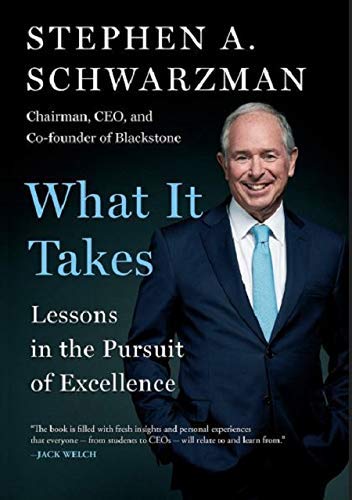 STEPHEN A.
SCHWARZMAN
Chairman, CEO, and
Co-founder of Blackstone
What It
Takes
Lessons
in the Pursuit
of Excellence
"The book is filled with fresh insights and personal experiences
that everyone — from students to CEOs — will relate to and learn from."
—JACK WELCH